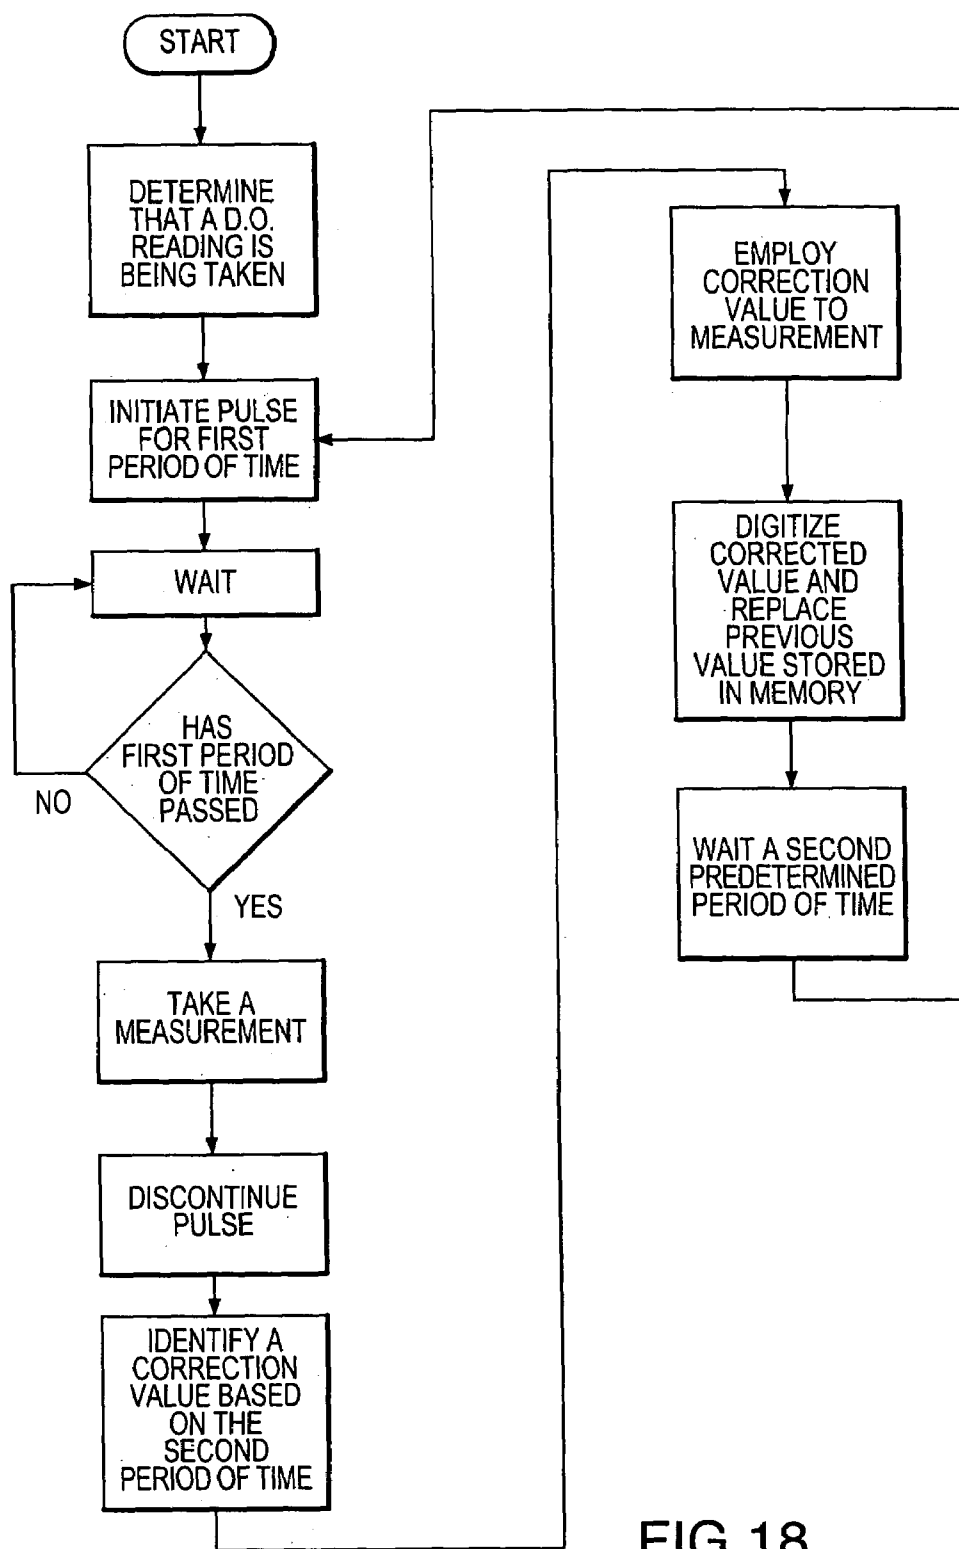 START
DETERMINE
THAT A D.O.
READING IS
BEING TAKEN
INITIATE PULSE
FOR FIRST
PERIOD OF TIME
WAIT
HAS
FIRST PERIOD
OF TIME
PASSED
NO
YES
TAKE A
MEASUREMENT
DISCONTINUE
PULSE
IDENTIFY A
CORRECTION
VALUE BASED
ON THE
SECOND
PERIOD OF TIME
EMPLOY
CORRECTION
VALUE TO
MEASUREMENT
DIGITIZE
CORRECTED
VALUE AND
REPLACE
PREVIOUS
VALUE STORED
IN MEMORY
WAIT A SECOND
PREDETERMINED
PERIOD OF TIME
FIG.18